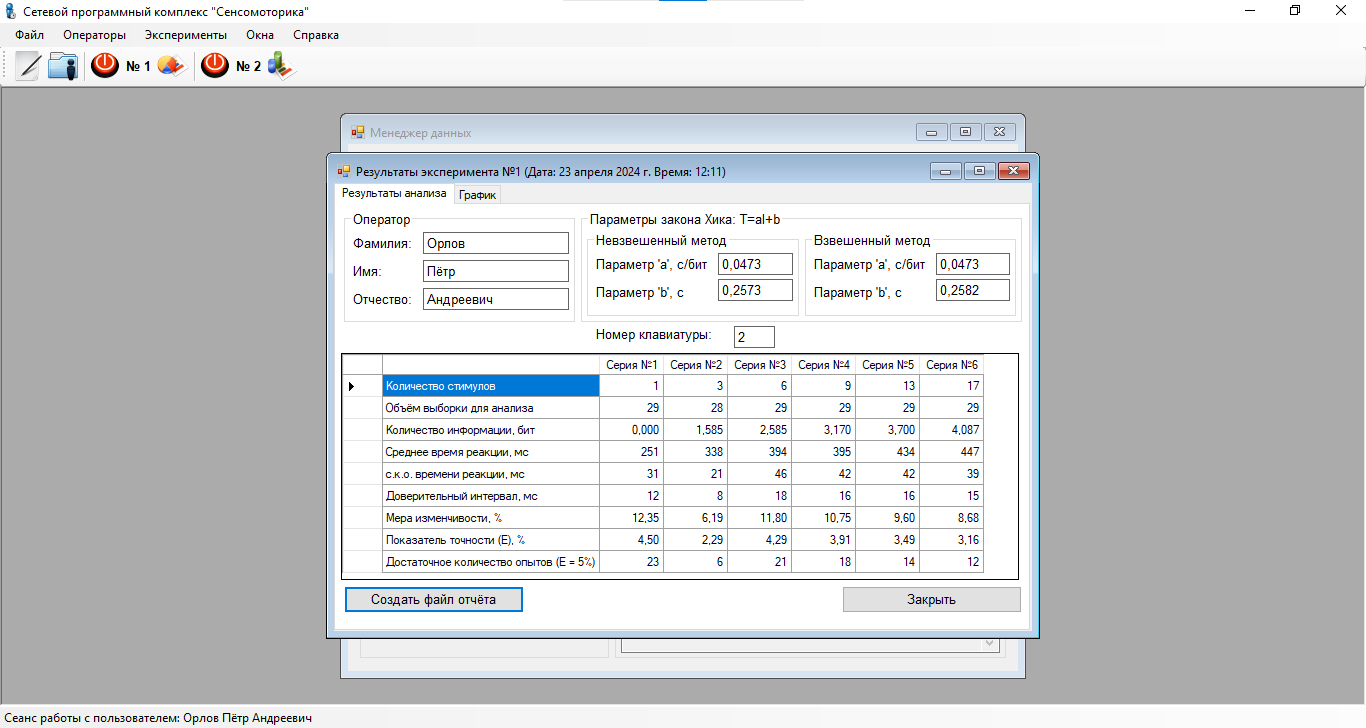 Сетевой программный комплекс "Сенсомоторика"
Файл Операторы Эксперименты Окна Справка
№ 1 № 2
Менеджер данных
Результаты эксперимента №1 (Дата: 23 апреля 2024 г. Время: 12:11)
Результаты анализа График
Оператор
Фамилия: Орлов
Имя: Пётр
Отчество: Андреевич
Параметры закона Хика: T=aI+b
Невзвешенный метод
Параметр 'a', с/бит 0,0473
Параметр 'b', с 0,2573
Взвешенный метод
Параметр 'a', с/бит 0,0473
Параметр 'b', с 0,2582
Номер клавиатуры: 2
Серия №1 Серия №2 Серия №3 Серия №4 Серия №5 Серия №6
Количество стимулов 1 3 6 9 13 17
Объём выборки для анализа 29 28 29 29 29 29
Количество информации, бит 0,000 1,585 2,585 3,170 3,700 4,087
Среднее время реакции, мс 251 338 394 395 434 447
с.к.о. времени реакции, мс 31 21 46 42 42 39
Доверительный интервал, мс 12 8 18 16 16 15
Мера изменчивости, % 12,35 6,19 11,80 10,75 9,60 8,68
Показатель точности (E), % 4,50 2,29 4,29 3,91 3,49 3,16
Достаточное количество опытов (E = 5%) 23 6 21 18 14 12
Создать файл отчёта Закрыть
Сеанс работы с пользователем: Орлов Пётр Андреевич